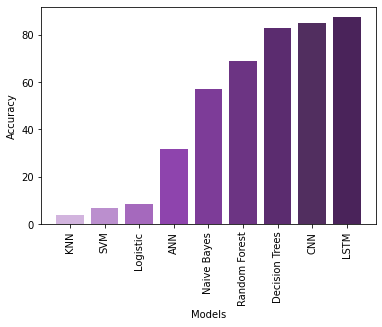 80
60
40
20
0
Accuracy
KNN
SVM
Logistic
ANN
Naive Bayes
Random Forest
Decision Trees
CNN
LSTM
Models